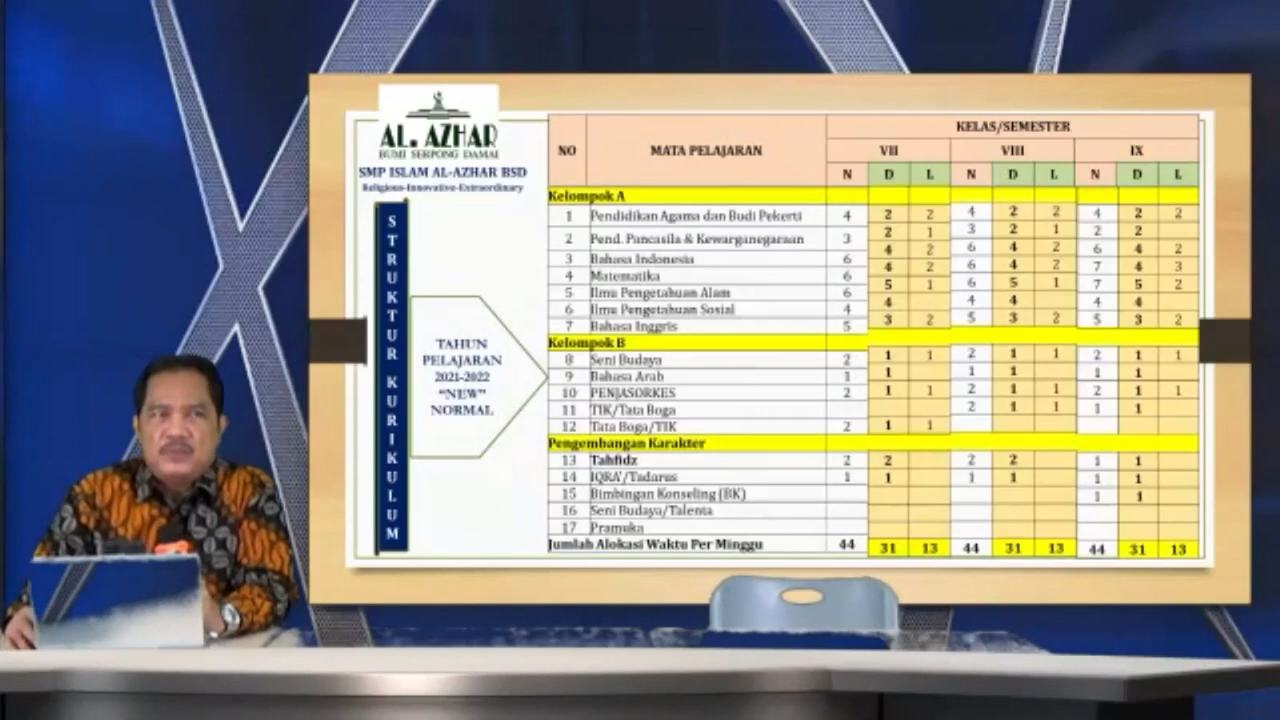 AL. AZHAR
BUMI SERPONG DAMAI
SMP ISLAM AL-AZHAR BSD
Religious-Innovative-Extraordinary
STRUKTUR KURIKULUM
TAHUN
PELAJARAN
2021-2022
“NEW”
NORMAL
NO MATA PELAJARAN KELAS/SEMESTER
VII VIII IX
N D L N D L N D L
Kelompok A
1 Pendidikan Agama dan Budi Pekerti 4 2 2 4 2 2 4 2 2
2 Pend. Pancasila & Kewarganegaraan 3 2 1 3 2 1 2 2
3 Bahasa Indonesia 6 4 2 6 4 2 6 4 2
4 Matematika 6 4 2 6 4 2 7 4 3
5 Ilmu Pengetahuan Alam 6 5 1 6 5 1 7 5 2
6 Ilmu Pengetahuan Sosial 4 4 4 4 4 4
7 Bahasa Inggris 5 3 2 5 3 2 5 3 2
Kelompok B
8 Seni Budaya 2 1 1 2 1 1 2 1 1
9 Bahasa Arab 1 1 1 1 1 1
10 PENJASORKES 2 1 1 2 1 1 2 1 1
11 TIK/Tata Boga 2 1 1 1 1
12 Tata Boga/TIK 2 1 1
Pengembangan Karakter
13 Tahfidz 2 2 2 2 1 1
14 IQRA'/Tadarus 1 1 1 1 1 1
15 Bimbingan Konseling (BK) 1 1
16 Seni Budaya/Talenta
17 Pramuka
Jumlah Alokasi Waktu Per Minggu 44 31 13 44 31 13 44 31 13